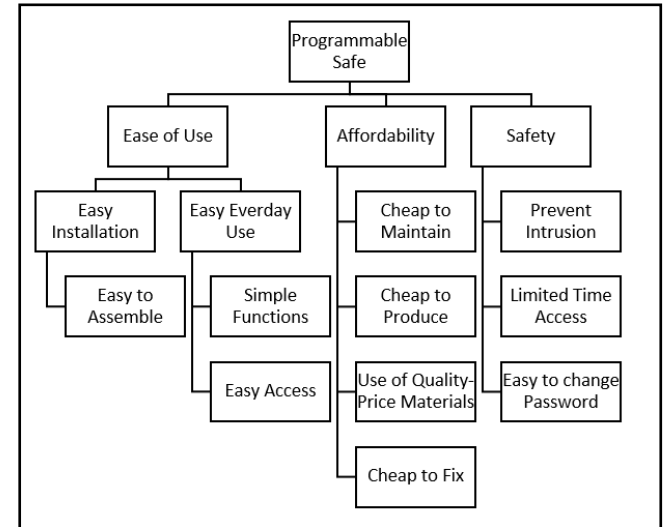 Programmable
Safe
Ease of Use
Affordability
Safety
Easy
Installation
Easy Everday
Use
Cheap to
Maintain
Prevent
Intrusion
Easy to
Assemble
Simple
Functions
Cheap to
Produce
Limited Time
Access
Easy Access
Use of Quality-
Price Materials
Easy to change
Password
Cheap to Fix